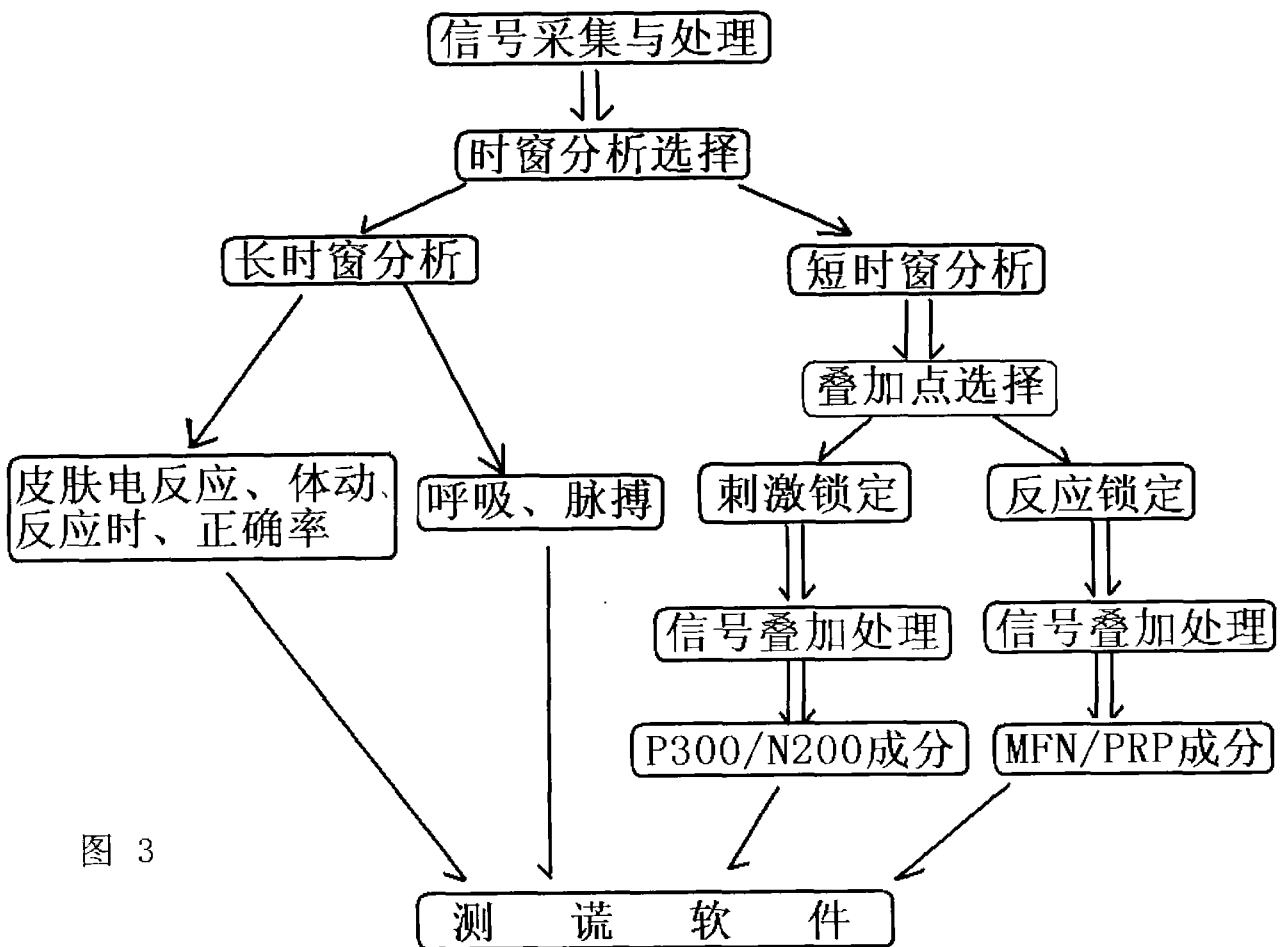 信号采集与处理
时窗分析选择
长时窗分析
短时窗分析
叠加点选择
皮肤电反应、体动、
反应时、正确率
呼吸、脉搏
刺激锁定
反应锁定
信号叠加处理
信号叠加处理
P300/N200成分
MFN/PRP成分
图 3
测 谎 软 件